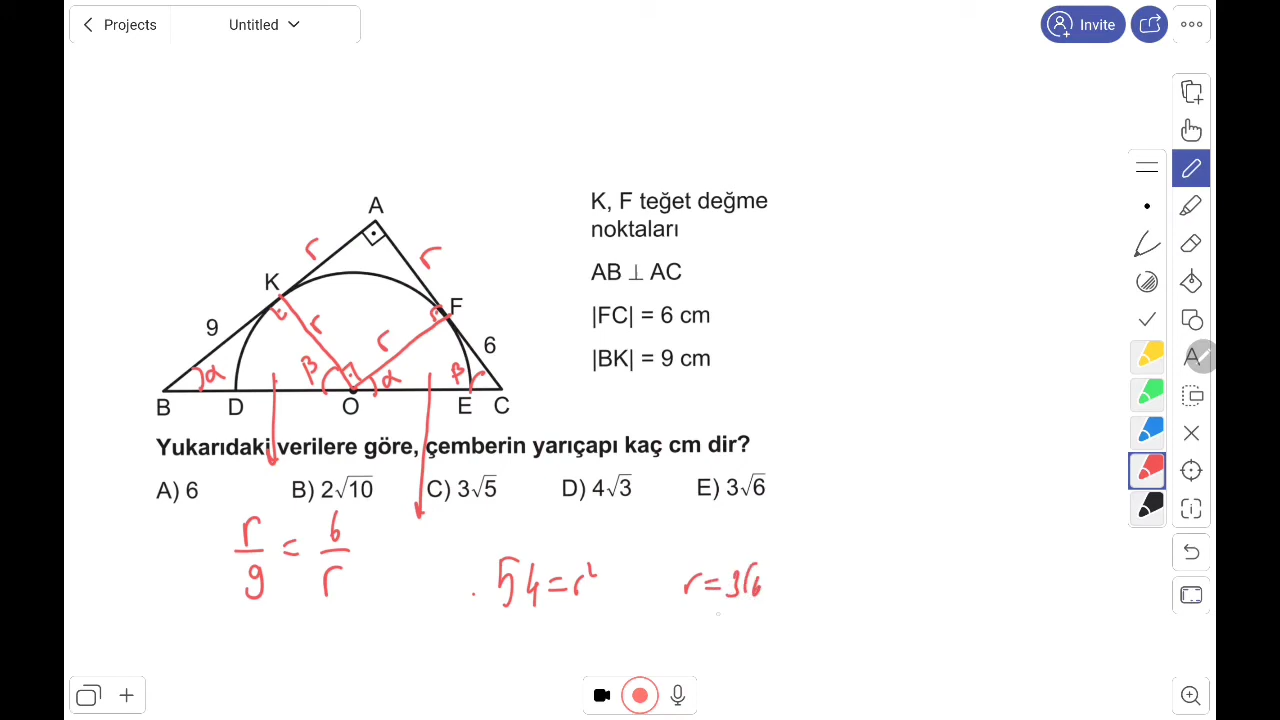 Projects
Untitled
Invite
A
K, F teğet değme
noktaları
AB ⊥ AC
|FC| = 6 cm
|BK| = 9 cm
r
r
K
F
9
r
r
6
α
β
α
β
B
D
O
E
C
Yukarıdaki verilere göre, çemberin yarıçapı kaç cm dir?
A) 6 B) 2√10 C) 3√5 D) 4√3 E) 3√6
r/9 = 6/r
54 = r²
r = 3√6
A